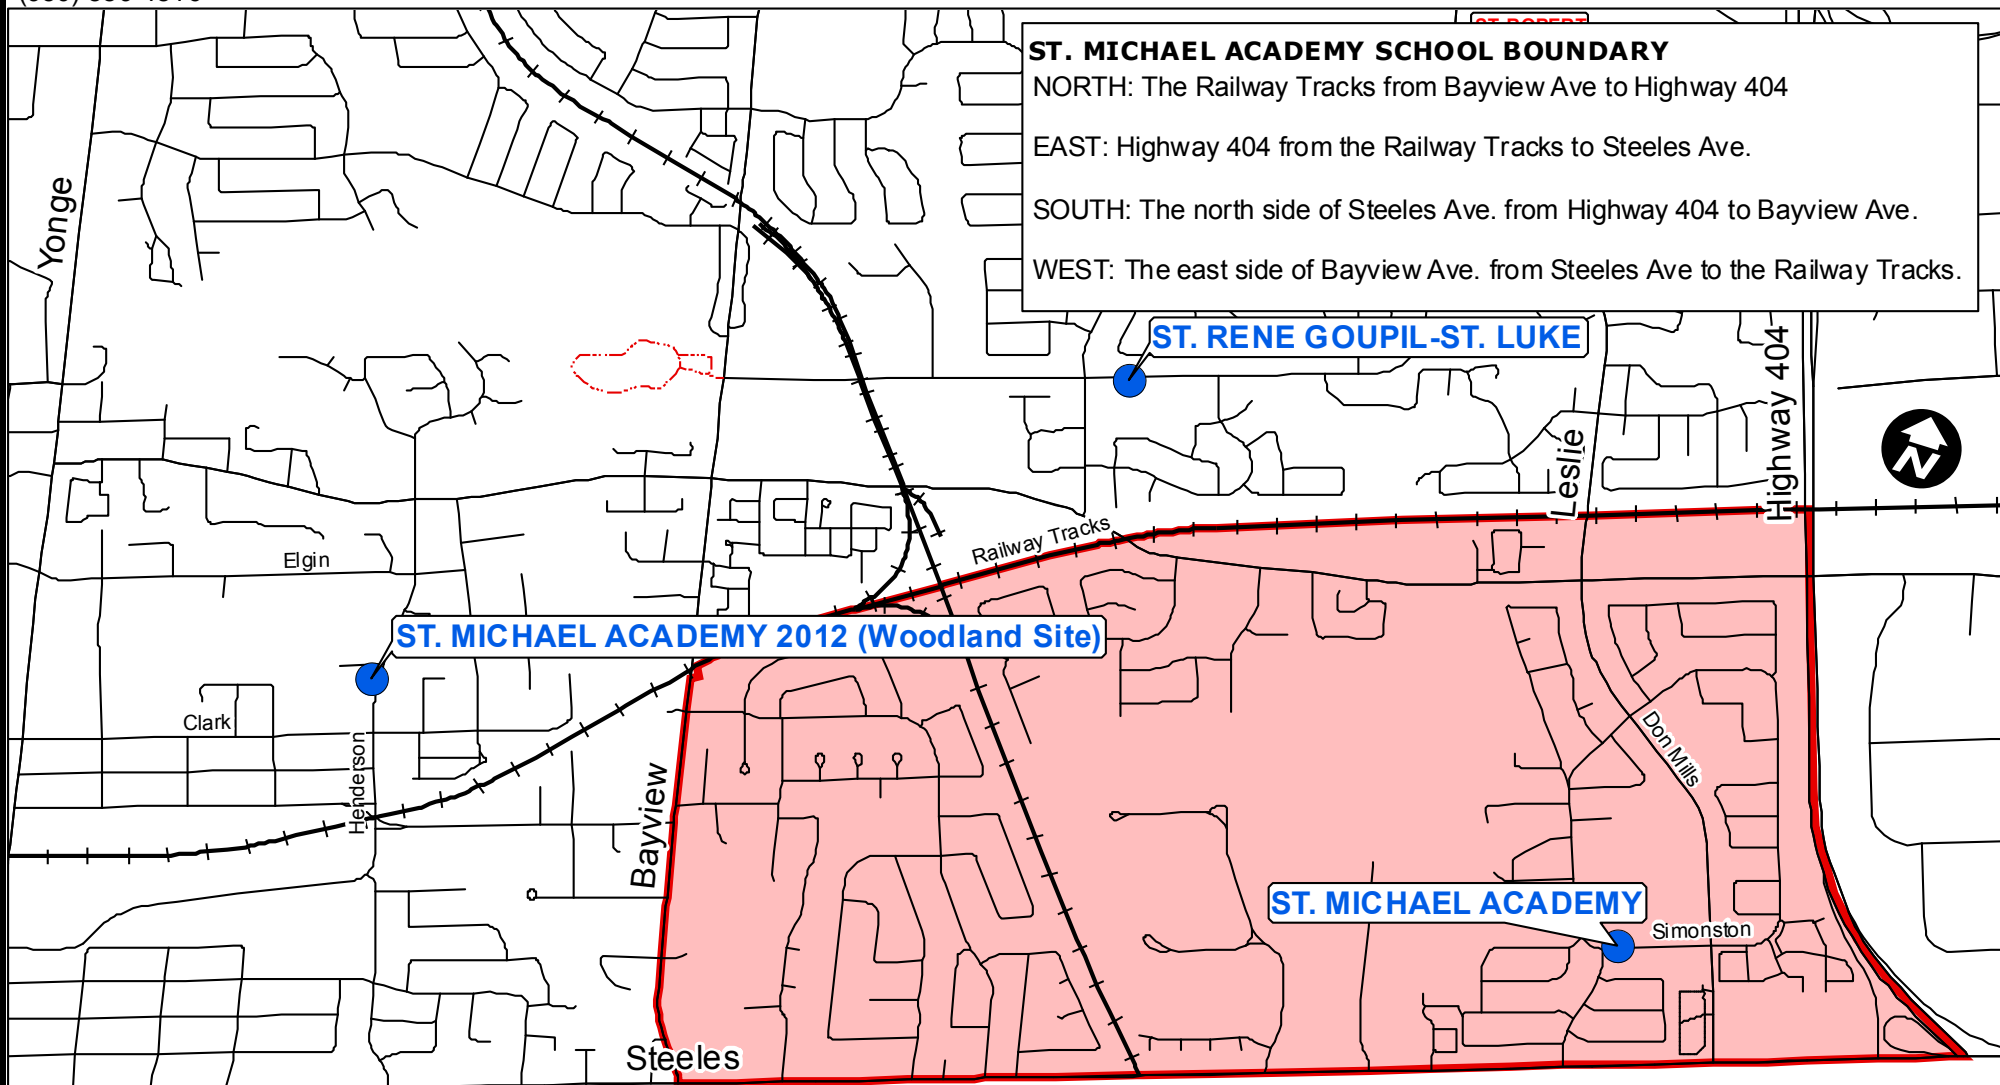 ST. MICHAEL ACADEMY SCHOOL BOUNDARY
NORTH: The Railway Tracks from Bayview Ave to Highway 404
EAST: Highway 404 from the Railway Tracks to Steeles Ave.
SOUTH: The north side of Steeles Ave. from Highway 404 to Bayview Ave.
WEST: The east side of Bayview Ave. from Steeles Ave to the Railway Tracks.
Yonge
ST. RENE GOUPIL-ST. LUKE
Highway 404
Leslie
N
Railway Tracks
Elgin
ST. MICHAEL ACADEMY 2012 (Woodland Site)
Clark
Henderson
Don Mills
Bayview
ST. MICHAEL ACADEMY
Simonston
Steeles